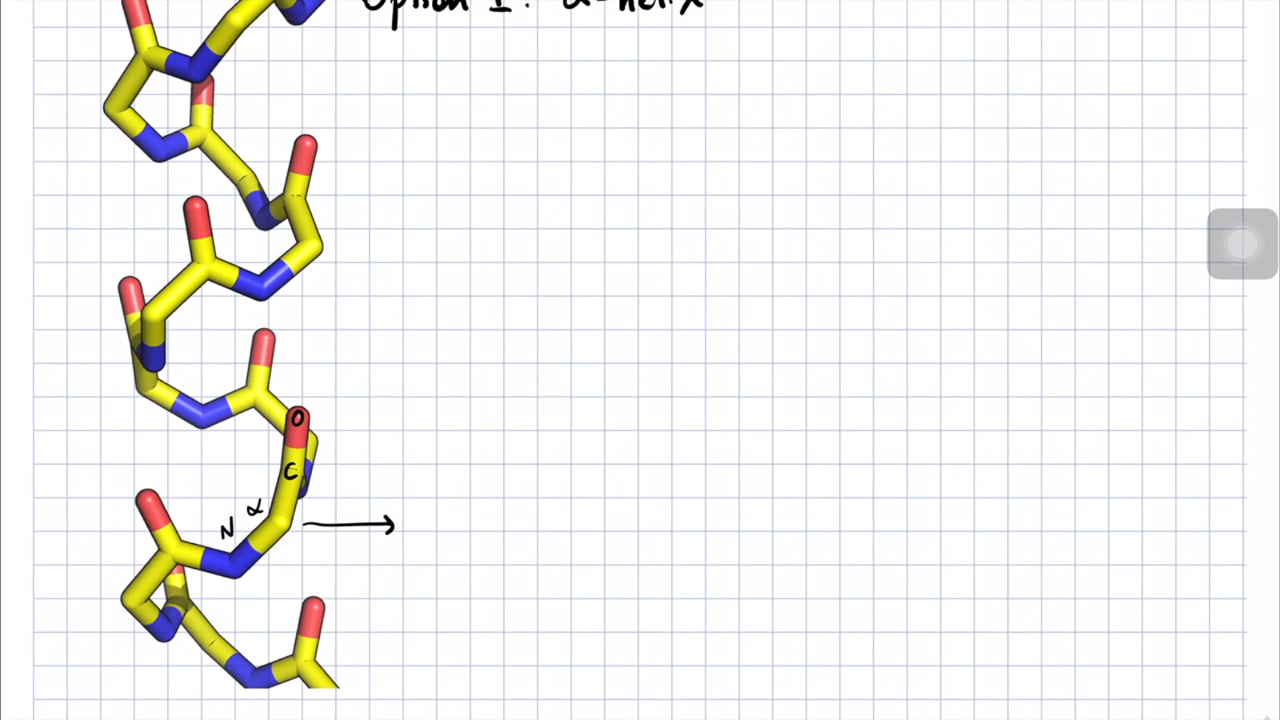 Option I: α-helix
O
C
α
N